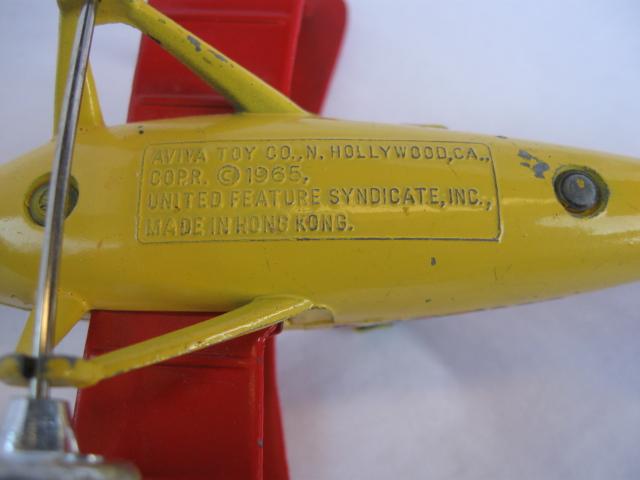 AVIVA TOY CO., N. HOLLYWOOD, CA.,
COPR. © 1965,
UNITED FEATURE SYNDICATE, INC.,
MADE IN HONG KONG.